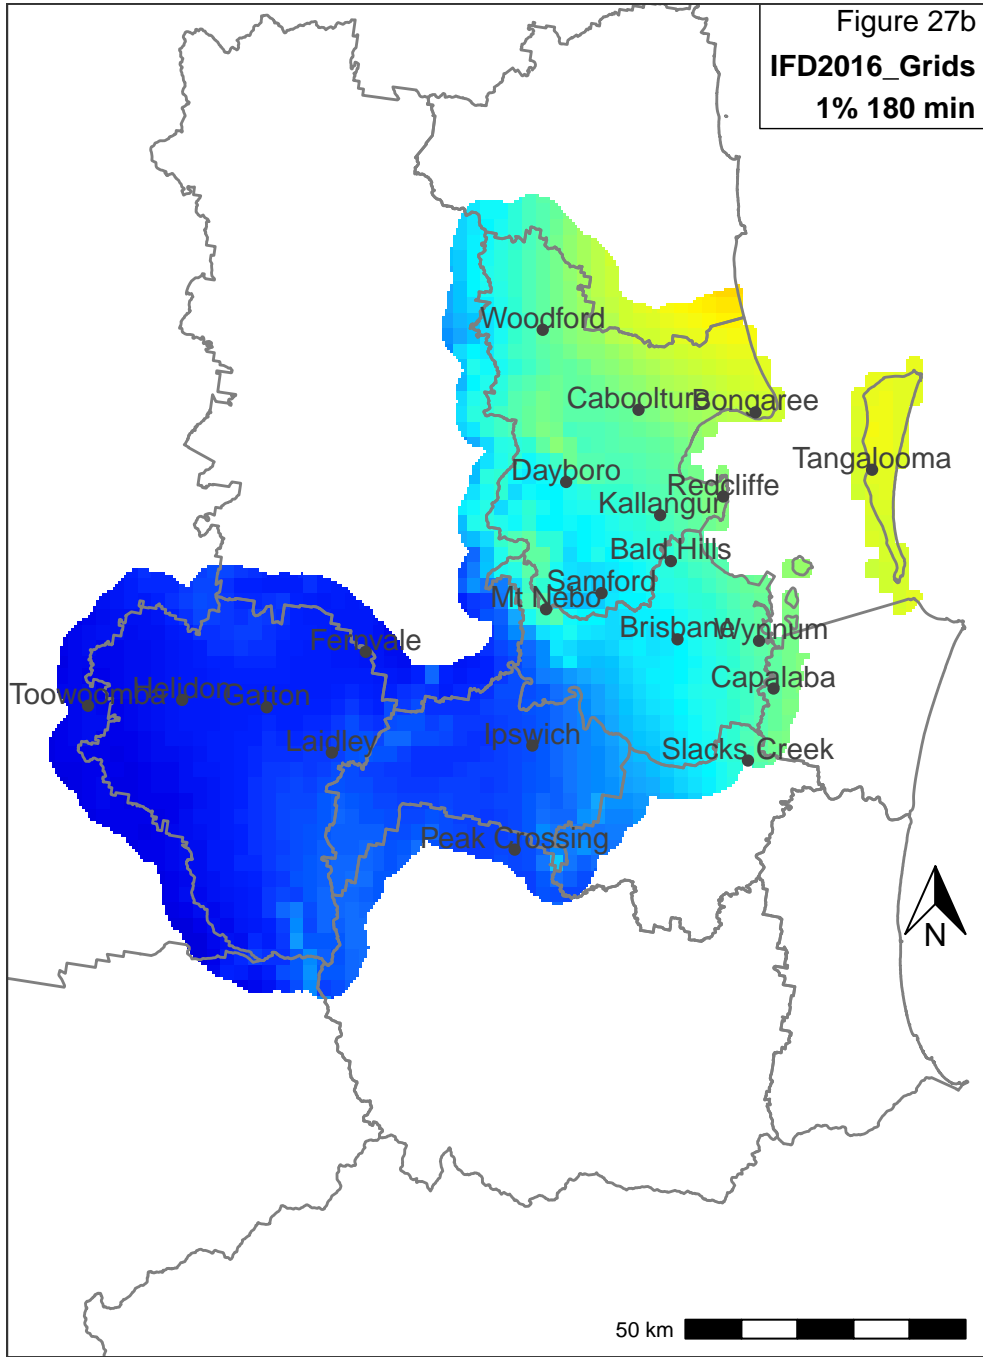 Figure 27b
IFD2016_Grids
1% 180 min
Woodford
Caboolture
Bongaree
Tangalooma
Dayboro
Redcliffe
Kallangur
Bald Hills
Samford
Mt Nebo
Brisbane
Wynnum
Fernvale
Capalaba
Toowoomba
Helidon
Gatton
Laidley
Ipswich
Slacks Creek
Peak Crossing
N
50 km